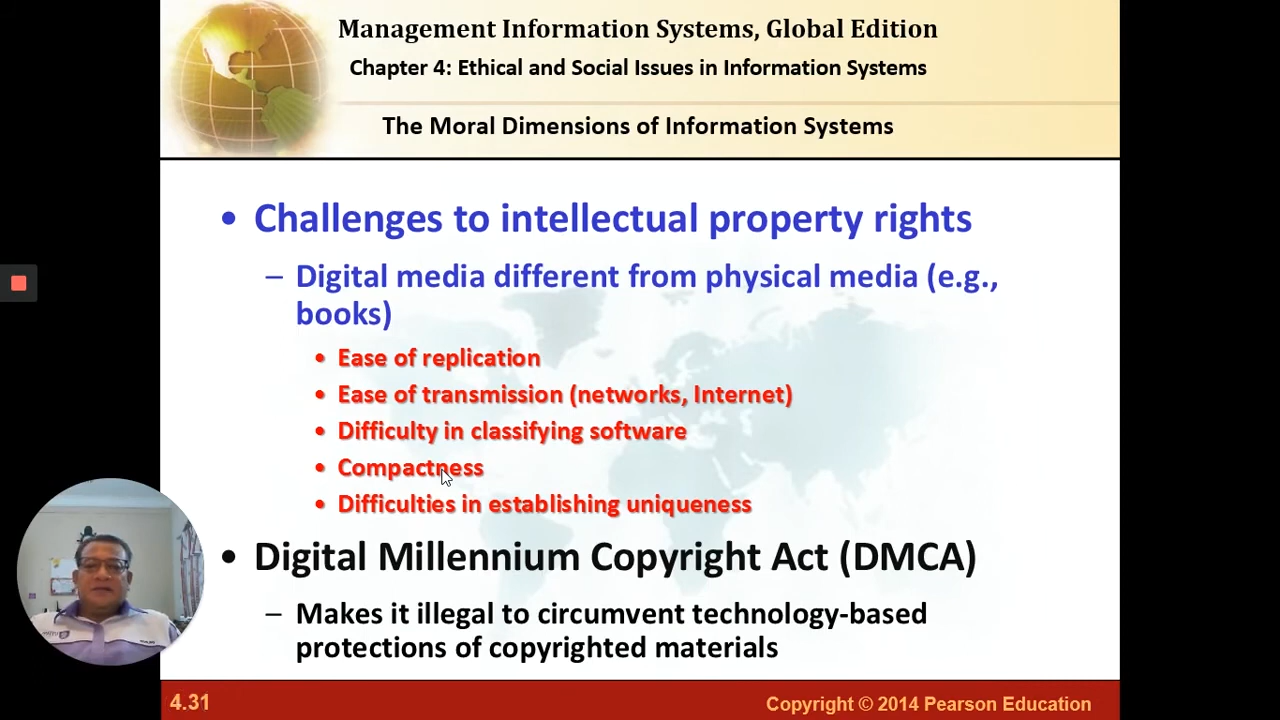 Management Information Systems, Global Edition
Chapter 4: Ethical and Social Issues in Information Systems
The Moral Dimensions of Information Systems
• Challenges to intellectual property rights
– Digital media different from physical media (e.g.,
books)
• Ease of replication
• Ease of transmission (networks, Internet)
• Difficulty in classifying software
• Compactness
• Difficulties in establishing uniqueness
• Digital Millennium Copyright Act (DMCA)
– Makes it illegal to circumvent technology-based
protections of copyrighted materials
4.31
Copyright © 2014 Pearson Education